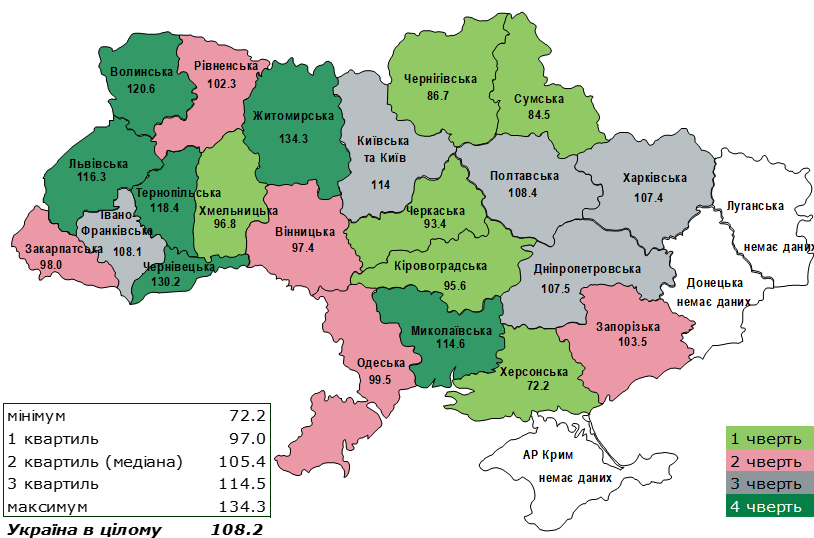 Волинська
120.6
Рівненська
102.3
Житомирська
134.3
Київська
та Київ
114
Чернігівська
86.7
Сумська
84.5
Львівська
116.3
Тернопільська
118.4
Хмельницька
96.8
Івано
Франківська
108.1
Закарпатська
98.0
Чернівецька
130.2
Вінницька
97.4
Черкаська
93.4
Полтавська
108.4
Харківська
107.4
Луганська
немає даних
Донецька
немає даних
Кіровоградська
95.6
Дніпропетровська
107.5
Запорізька
103.5
Миколаївська
114.6
Одеська
99.5
Херсонська
72.2
АР Крим
немає даних
мінімум 72.2
1 квартиль 97.0
2 квартиль (медіана) 105.4
3 квартиль 114.5
максимум 134.3
Україна в цілому 108.2
1 чверть
2 чверть
3 чверть
4 чверть